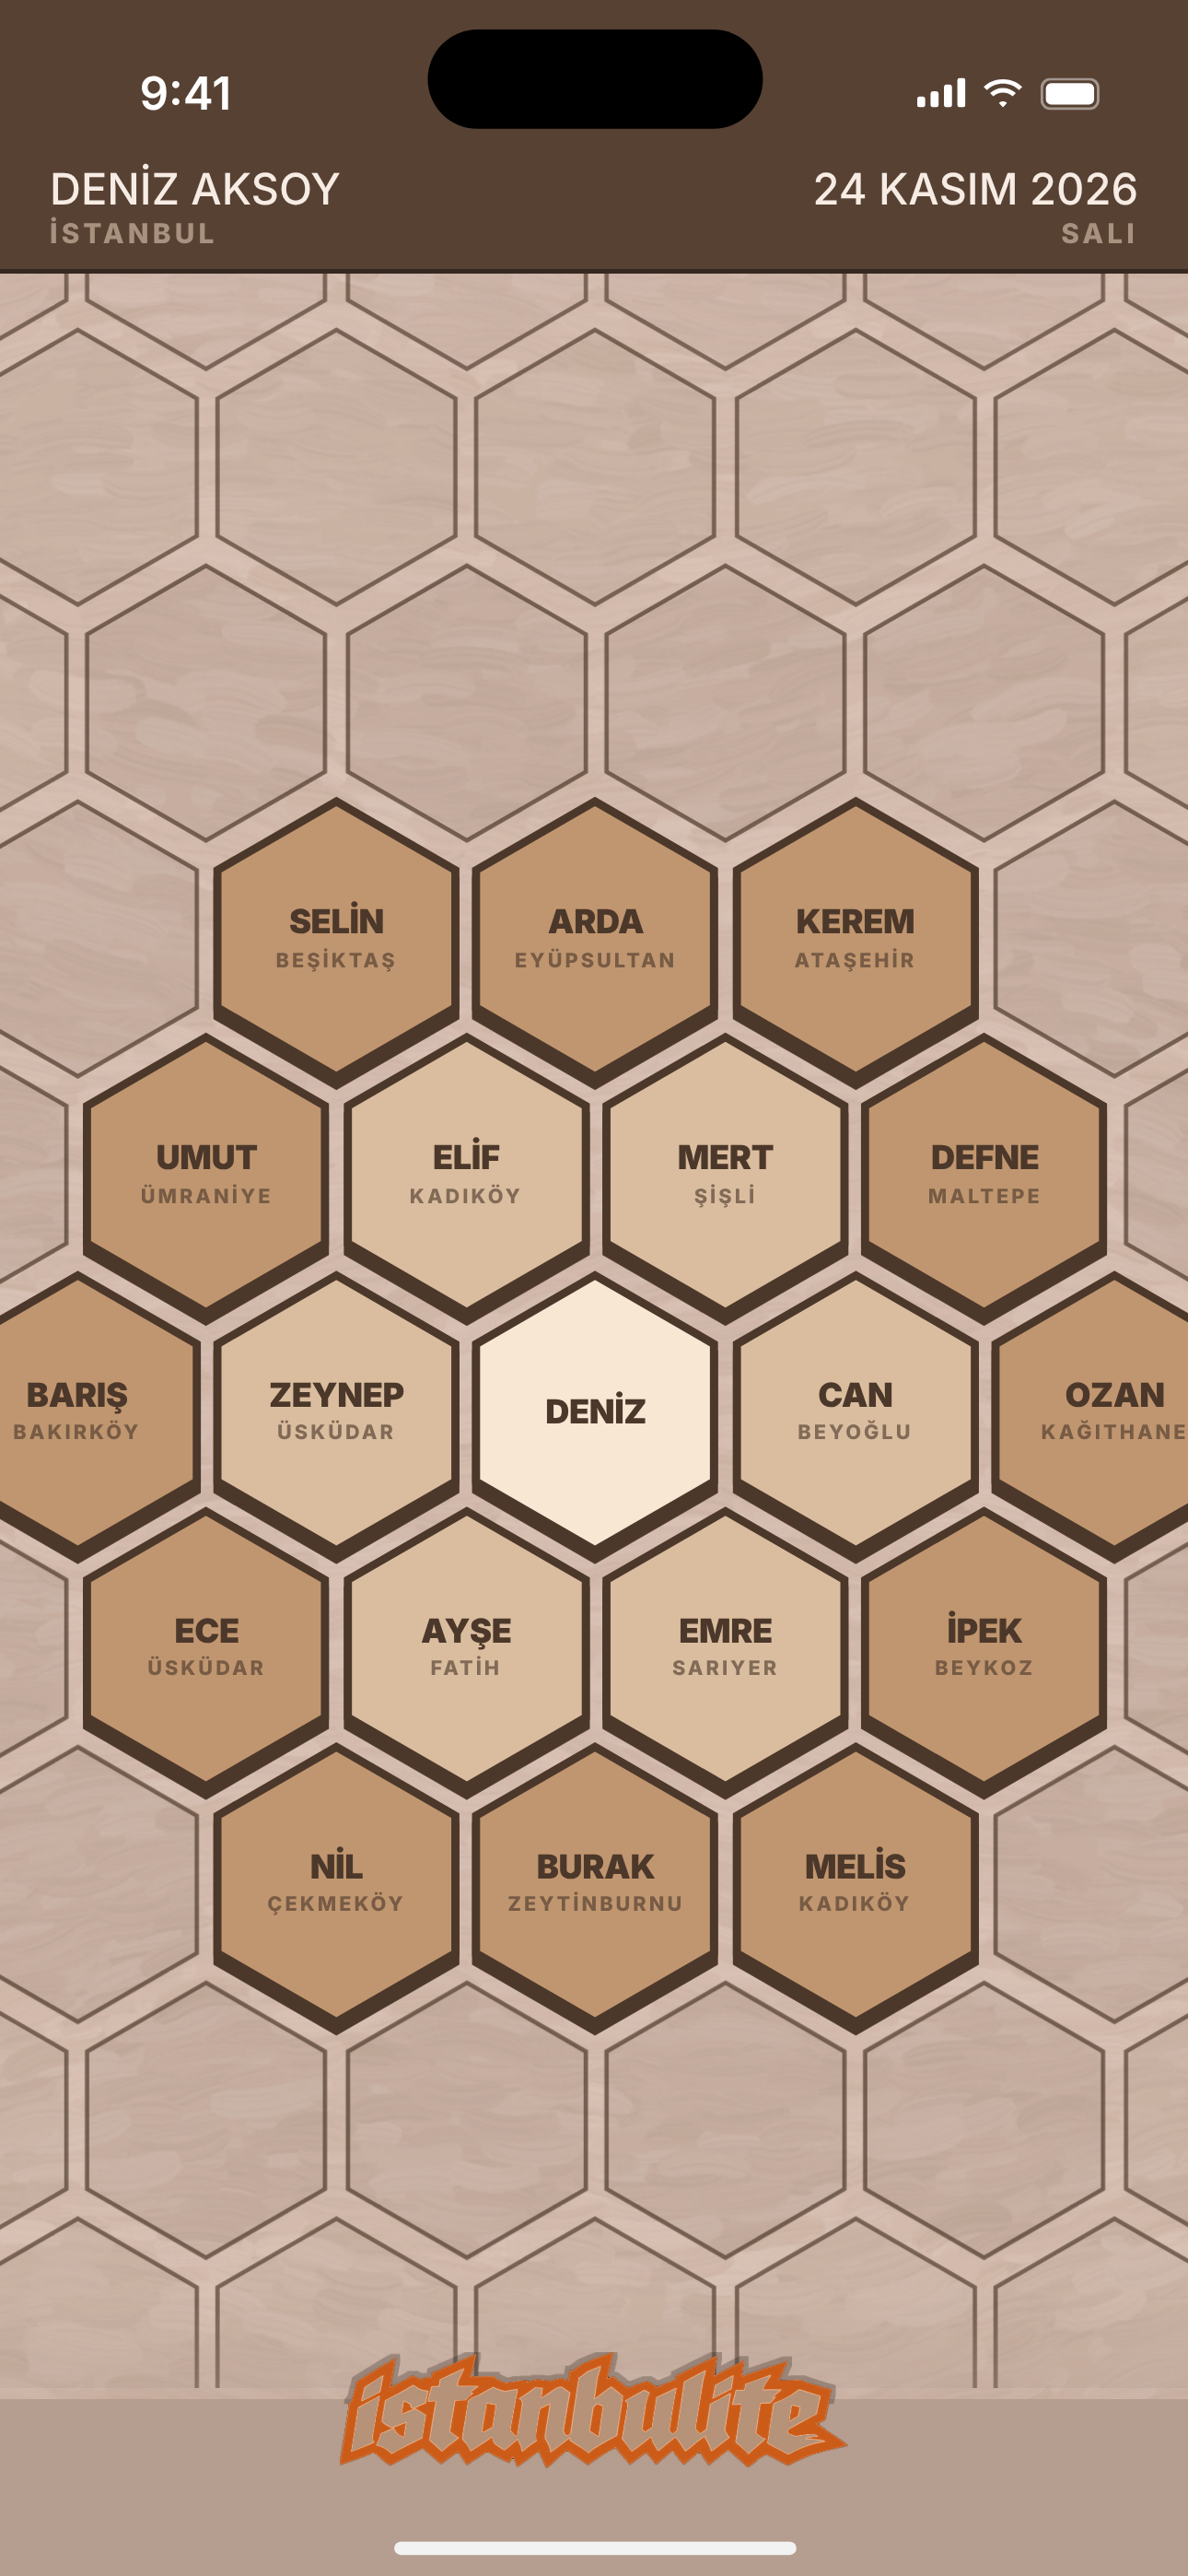 9:41
DENİZ AKSOY
İSTANBUL
24 KASIM 2026
SALI
SELİN
BEŞİKTAŞ
ARDA
EYÜPSULTAN
KEREM
ATAŞEHİR
UMUT
ÜMRANİYE
ELİF
KADIKÖY
MERT
ŞİŞLİ
DEFNE
MALTEPE
BARIŞ
BAKIRKÖY
ZEYNEP
ÜSKÜDAR
DENİZ
CAN
BEYOĞLU
OZAN
KAĞITHANE
ECE
ÜSKÜDAR
AYŞE
FATİH
EMRE
SARIYER
İPEK
BEYKOZ
NİL
ÇEKMEKÖY
BURAK
ZEYTİNBURNU
MELİS
KADIKÖY
istanbulite